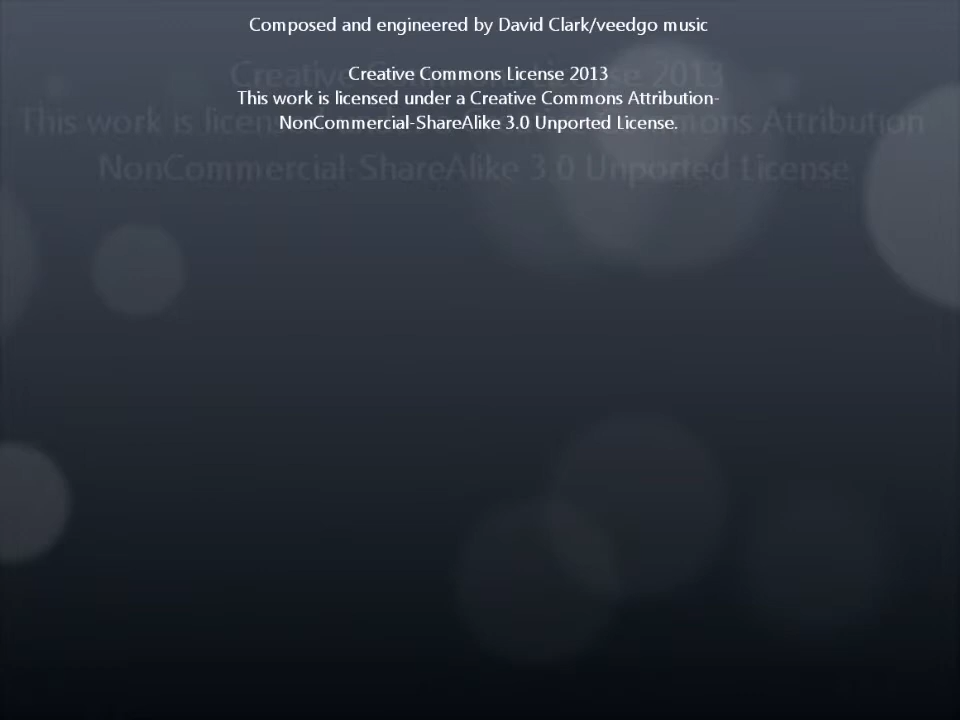 Composed and engineered by David Clark/veedgo music
Creative Commons License 2013
This work is licensed under a Creative Commons Attribution-
NonCommercial-ShareAlike 3.0 Unported License.